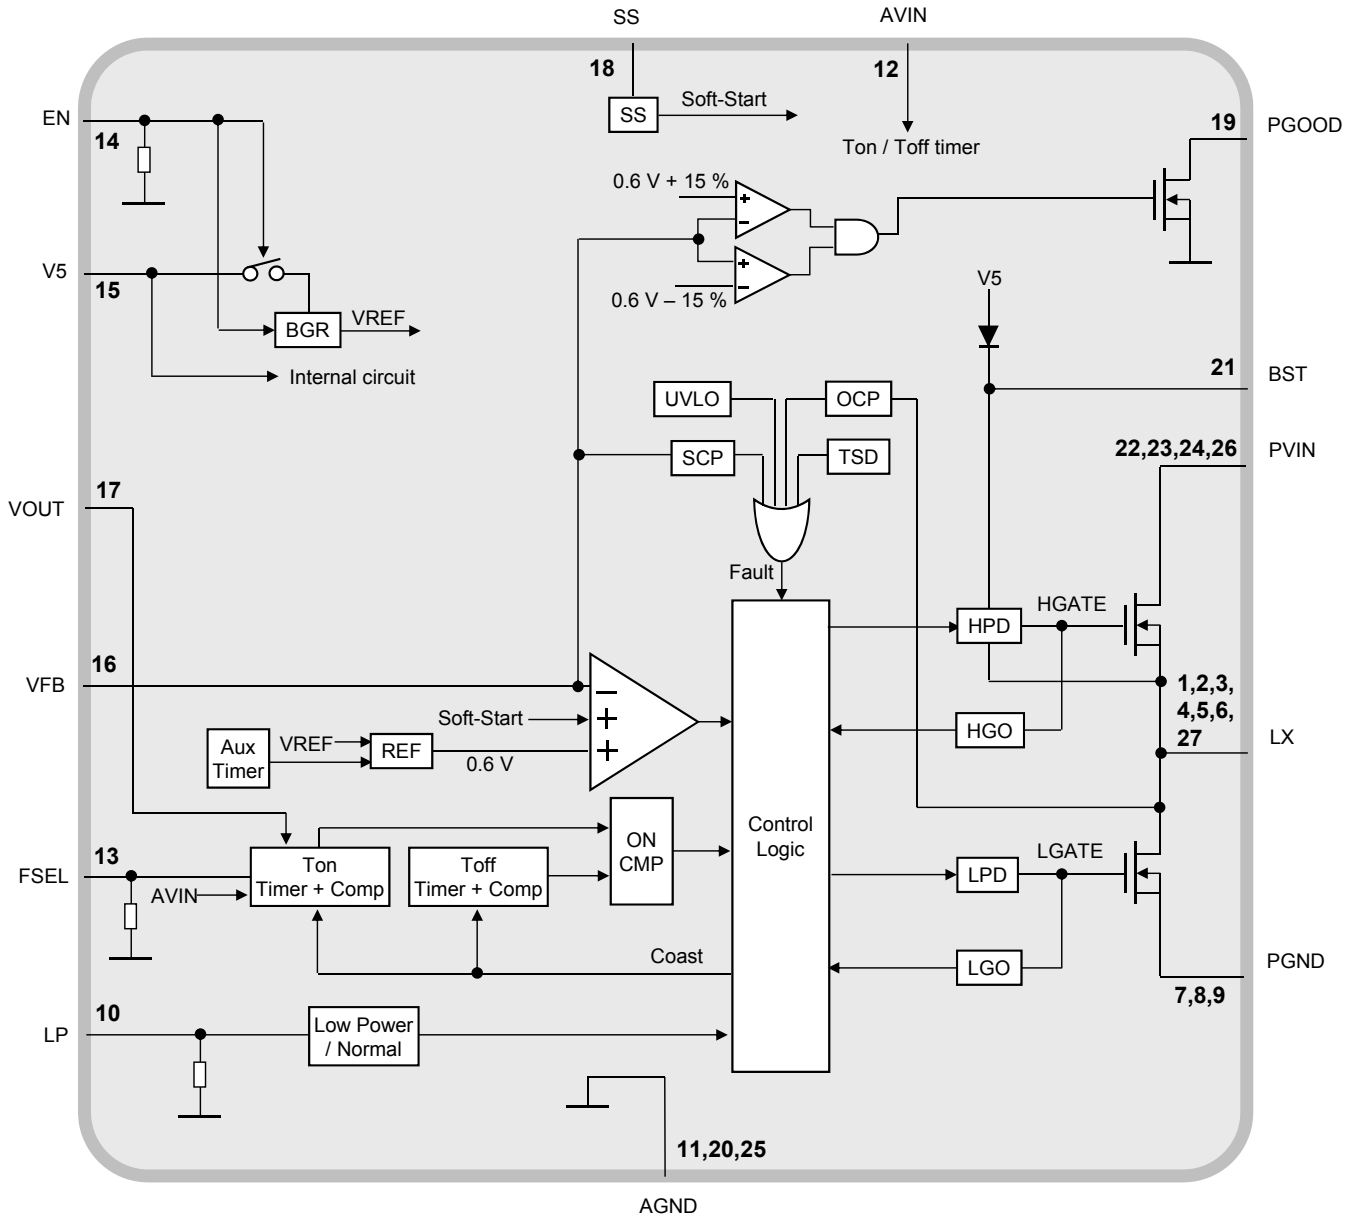 SS
AVIN
18
12
EN
14
SS
Soft-Start
19
PGOOD
Ton / Toff timer
0.6 V + 15 %
+
−
V5
15
+
−
0.6 V – 15 %
V5
BGR
VREF
Internal circuit
21
BST
UVLO
OCP
22,23,24,26
PVIN
SCP
TSD
17
VOUT
Fault
HGATE
HPD
16
VFB
−
1,2,3,
4,5,6,
27
Soft-Start
+
HGO
LX
Aux
Timer
VREF
REF
0.6 V
+
Control
Logic
ON
CMP
13
FSEL
AVIN
Ton
Timer + Comp
Toff
Timer + Comp
LGATE
LPD
Coast
LGO
PGND
7,8,9
10
LP
Low Power
/ Normal
11,20,25
AGND